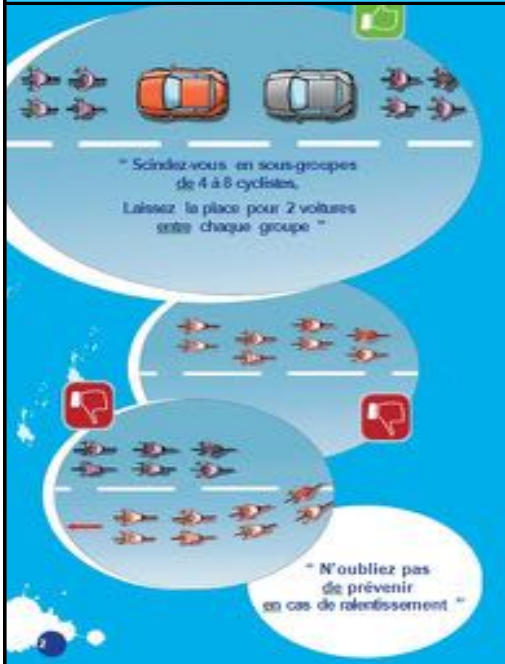 " Scindez-vous en sous-groupes
de 4 à 8 cyclistes,
Laissez la place pour 2 voitures
entre chaque groupe "
" N'oubliez pas
de prévenir
en cas de ralentissement "
2